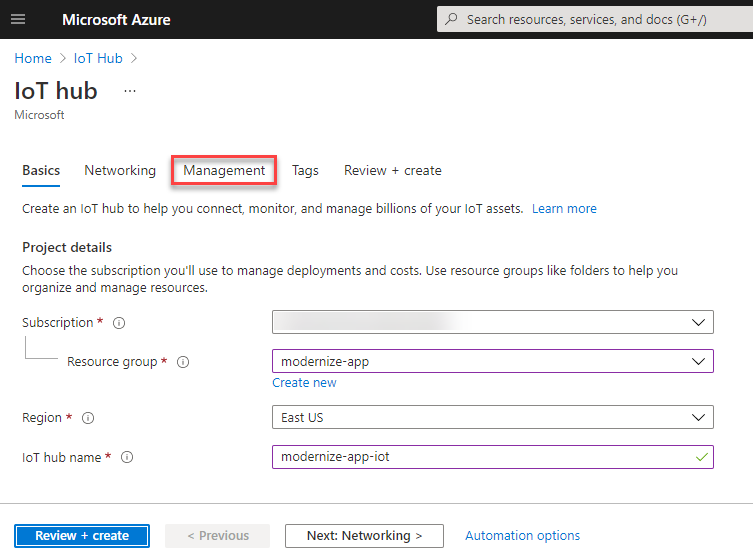 Microsoft Azure
Search resources, services, and docs (G+/)
Home > IoT Hub >
IoT hub ...
Microsoft
Basics Networking Management Tags Review + create
Create an IoT hub to help you connect, monitor, and manage billions of your IoT assets. Learn more
Project details
Choose the subscription you'll use to manage deployments and costs. Use resource groups like folders to help you
organize and manage resources.
Subscription *
Resource group * modernize-app
Create new
Region * East US
IoT hub name * modernize-app-iot
Review + create < Previous Next: Networking > Automation options